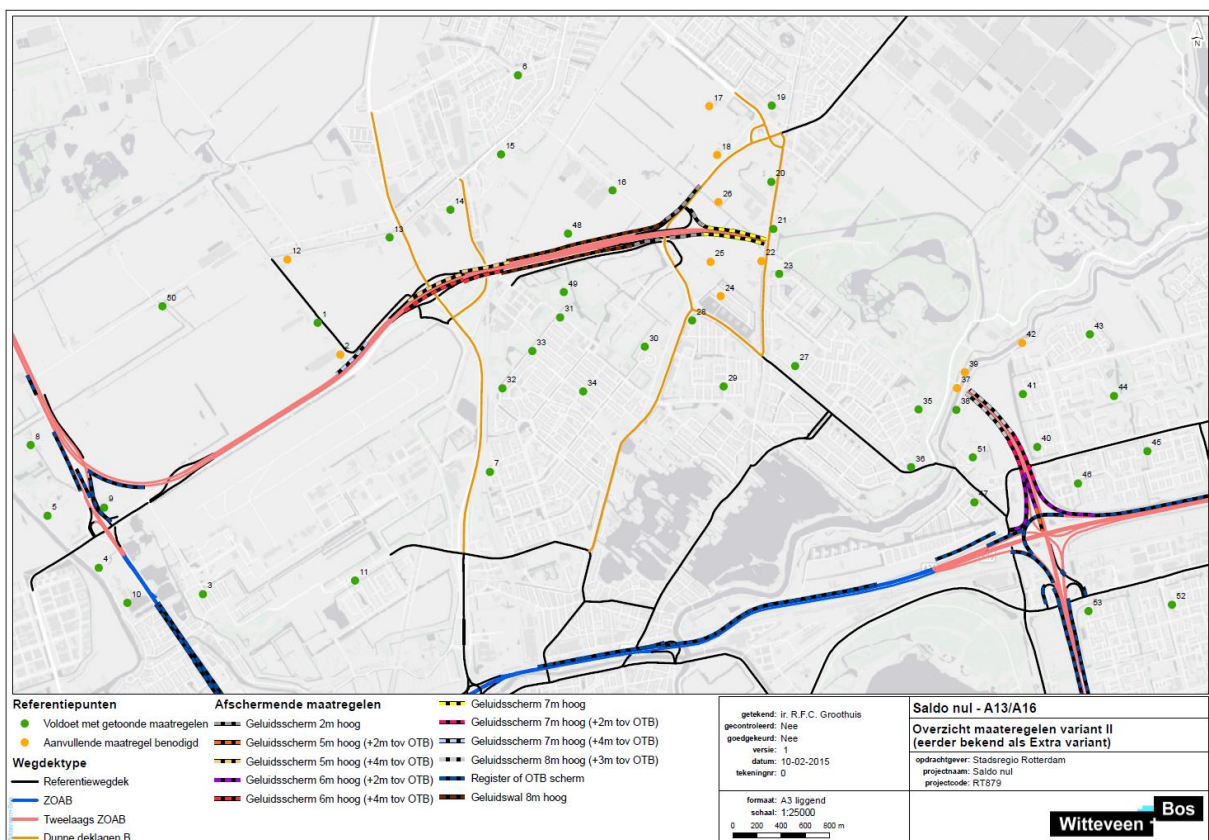 N
6
17
19
15
18
16
20
26
14
13
48
21
12
25
22
23
50
49
24
1
31
28
42
43
2
33
30
27
39
32
34
29
37
41
44
35
38
8
40
45
36
51
7
46
9
47
5
4
11
3
10
53
52
Referentiepunten
Voldoet met getoonde maatregelen
Aanvullende maatregel benodigd
Wegdektype
Referentiewegdek
ZOAB
Tweelaags ZOAB
Dunne deklagen B
Afschermende maatregelen
Geluidsscherm 2m hoog
Geluidsscherm 5m hoog (+2m tov OTB)
Geluidsscherm 5m hoog (+4m tov OTB)
Geluidsscherm 6m hoog (+2m tov OTB)
Geluidsscherm 6m hoog (+4m tov OTB)
Geluidsscherm 7m hoog
Geluidsscherm 7m hoog (+2m tov OTB)
Geluidsscherm 7m hoog (+4m tov OTB)
Geluidsscherm 8m hoog (+3m tov OTB)
Register of OTB scherm
Geluidswal 8m hoog
getekend: ir. R.F.C. Groothuis
gecontroleerd: Nee
goedgekeurd: Nee
versie: 1
datum: 10-02-2015
tekeningnr: 0
formaat: A3 liggend
schaal: 1:25000
0 200 400 600 800 m
Saldo nul - A13/A16
Overzicht maateregelen variant II
(eerder bekend als Extra variant)
opdrachtgever: Stadsregio Rotterdam
projectnaam: Saldo nul
projectcode: RT879
Witteveen + Bos